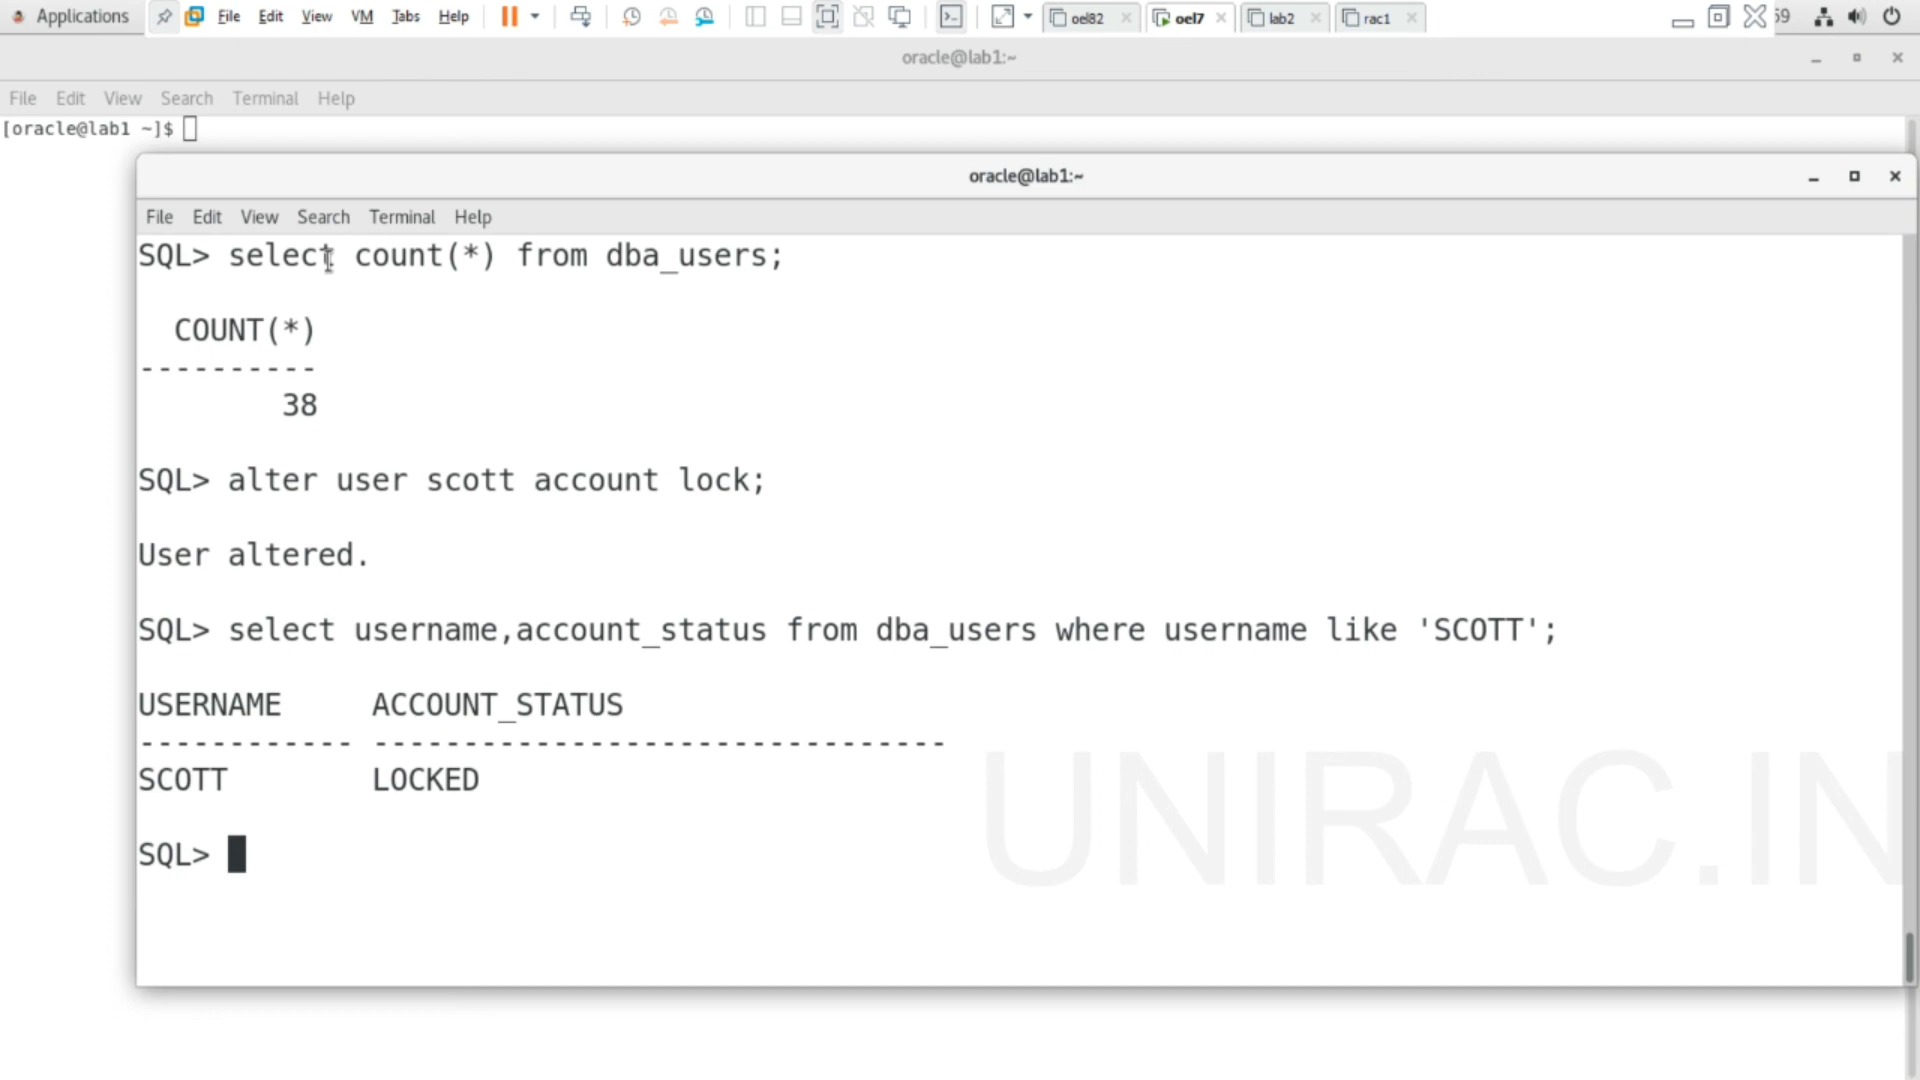 Applications File Edit View VM Tabs Help oel82 oel7 lab2 rac1 59
oracle@lab1:~
File Edit View Search Terminal Help
[oracle@lab1 ~]$
oracle@lab1:~
File Edit View Search Terminal Help
SQL> select count(*) from dba_users;
COUNT(*)
----------
38
SQL> alter user scott account lock;
User altered.
SQL> select username,account_status from dba_users where username like 'SCOTT';
USERNAME ACCOUNT_STATUS
------------ --------------------------------
SCOTT LOCKED
SQL>
UNIRAC.IN